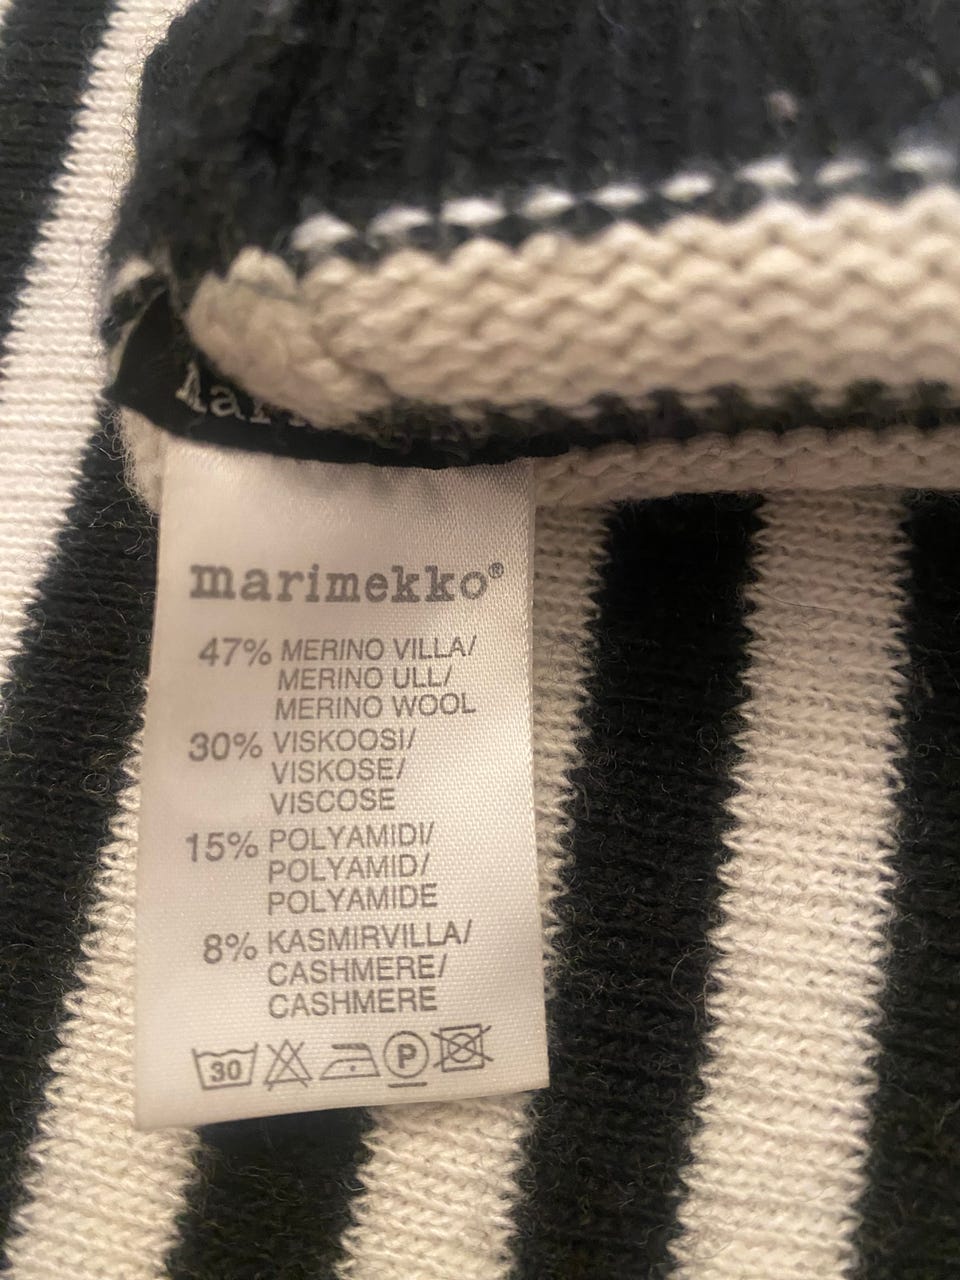 marimekko®
47% MERINO VILLA/
MERINO ULL/
MERINO WOOL
30% VISKOOSI/
VISKOSE/
VISCOSE
15% POLYAMIDI/
POLYAMID/
POLYAMIDE
8% KASMIRVILLA/
CASHMERE/
CASHMERE
30 P